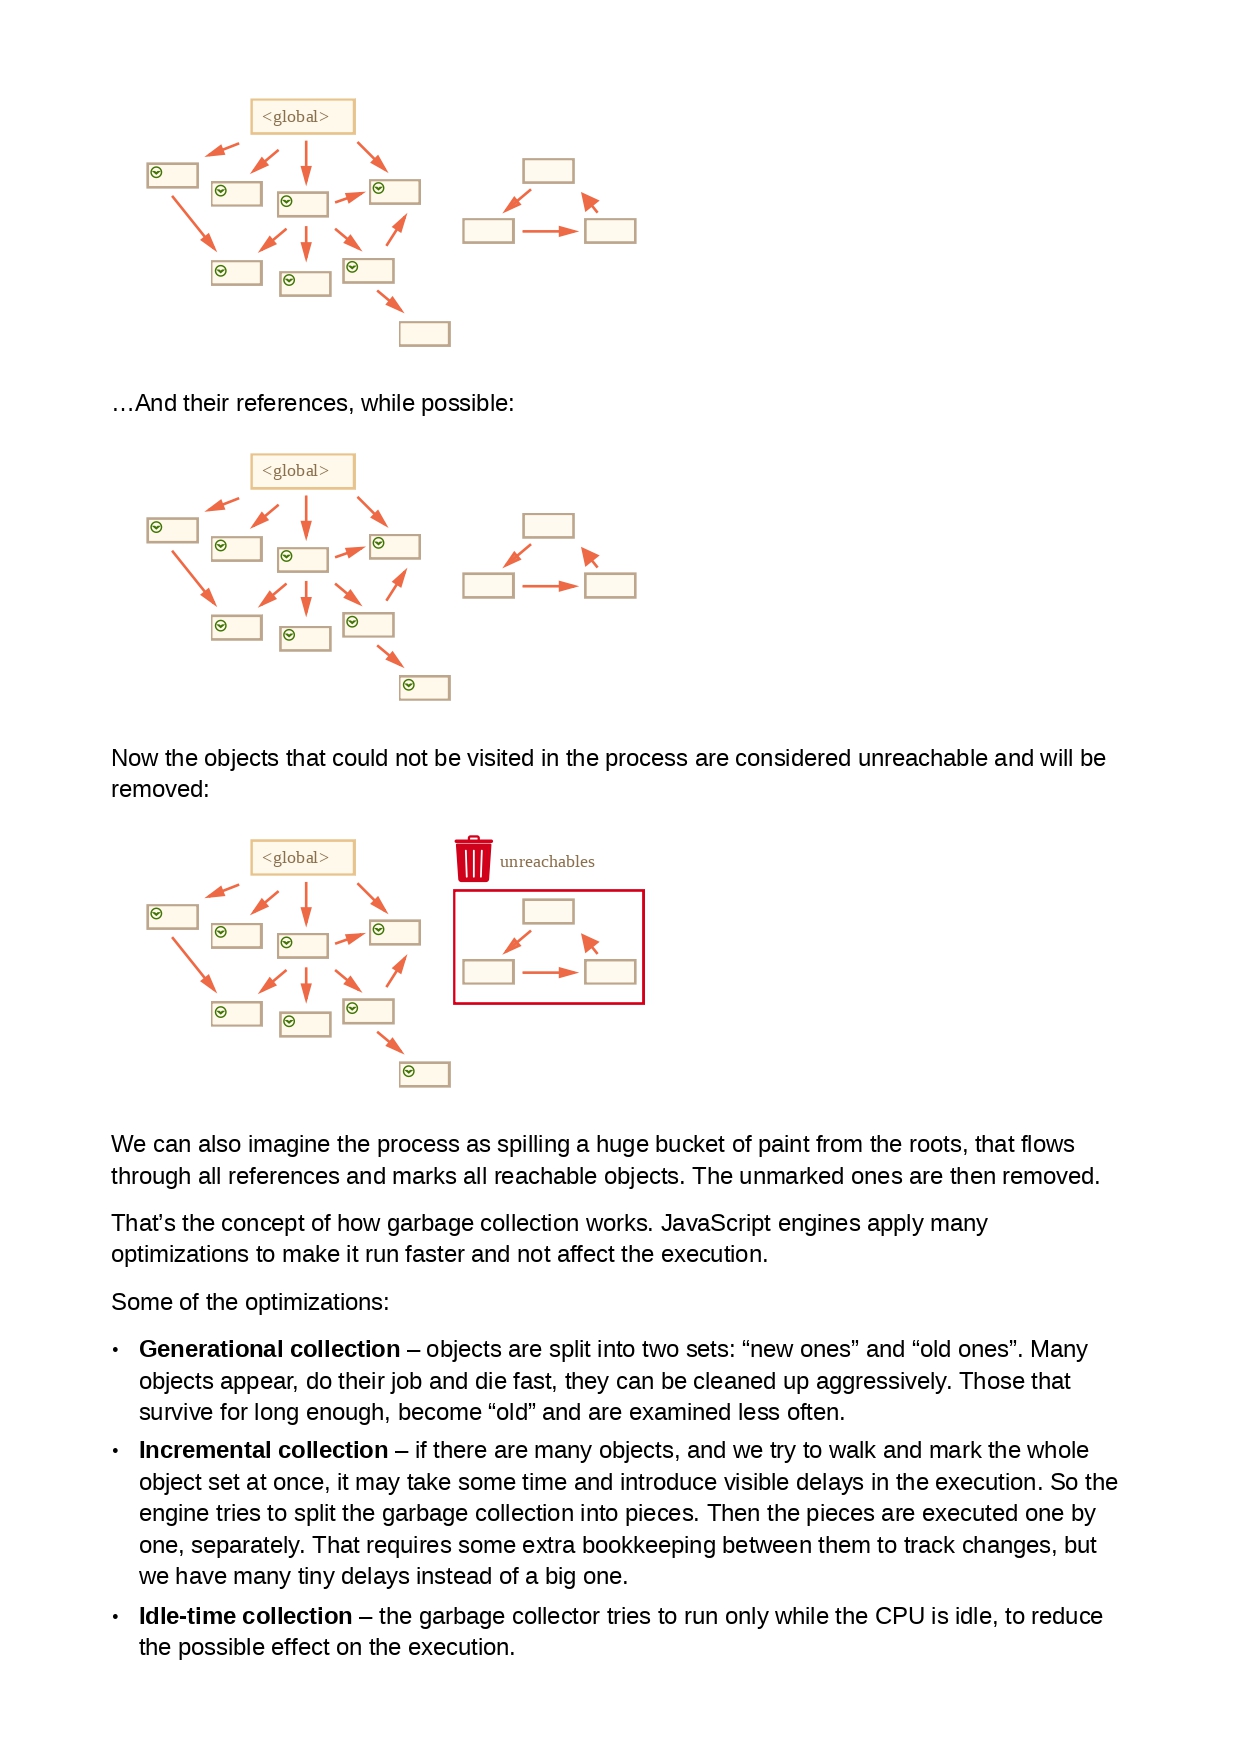 <global>
…And their references, while possible:
<global>
Now the objects that could not be visited in the process are considered unreachable and will be
removed:
<global>
unreachables
We can also imagine the process as spilling a huge bucket of paint from the roots, that flows
through all references and marks all reachable objects. The unmarked ones are then removed.
That’s the concept of how garbage collection works. JavaScript engines apply many
optimizations to make it run faster and not affect the execution.
Some of the optimizations:
• Generational collection – objects are split into two sets: “new ones” and “old ones”. Many
objects appear, do their job and die fast, they can be cleaned up aggressively. Those that
survive for long enough, become “old” and are examined less often.
• Incremental collection – if there are many objects, and we try to walk and mark the whole
object set at once, it may take some time and introduce visible delays in the execution. So the
engine tries to split the garbage collection into pieces. Then the pieces are executed one by
one, separately. That requires some extra bookkeeping between them to track changes, but
we have many tiny delays instead of a big one.
• Idle-time collection – the garbage collector tries to run only while the CPU is idle, to reduce
the possible effect on the execution.